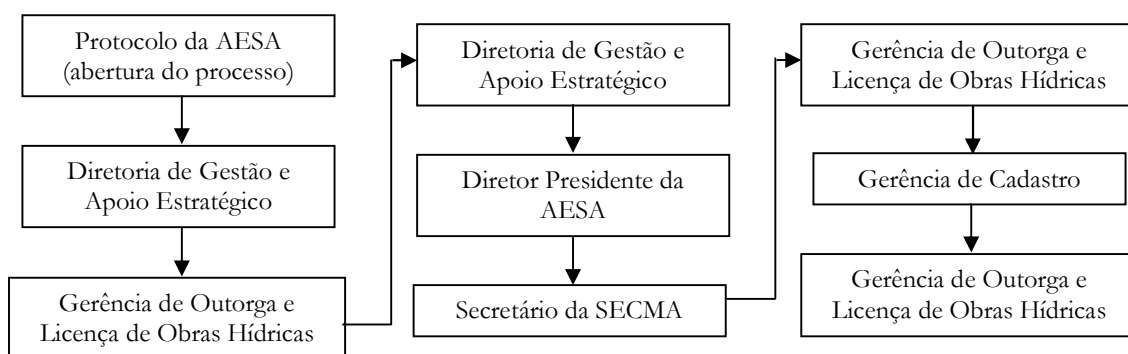 Protocolo da AESA
(abertura do processo)
Diretoria de Gestão e
Apoio Estratégico
Gerência de Outorga e
Licença de Obras Hídricas
Diretoria de Gestão e
Apoio Estratégico
Diretor Presidente da
AESA
Secretário da SECMA
Gerência de Outorga e
Licença de Obras Hídricas
Gerência de Cadastro
Gerência de Outorga e
Licença de Obras Hídricas